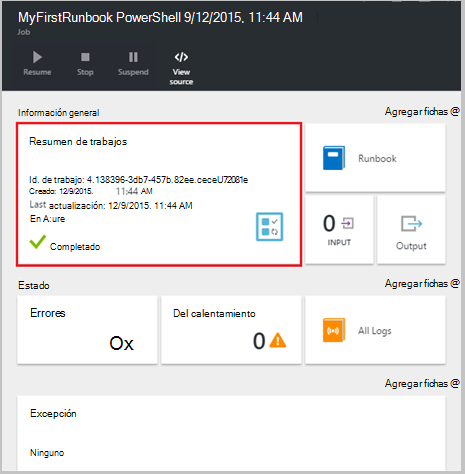 MyFirstRunbook PowerShell 9/12/2015, 11:44 AM
Job
Resume
Stop
Suspend
View source
Información general
Agregar fichas @
Resumen de trabajos
Id. de trabajo: 4.138396-3db7-457b.82ee.ceceU72081e
Creado: 12/9/2015. 11:44 AM
Last actualización: 12/9/2015. 11:44 AM
En A:ure
Completado
Runbook
0
INPUT
Output
Estado
Agregar fichas @
Errores
Ox
Del calentamiento
0
All Logs
Agregar fichas @
Excepción
Ninguno